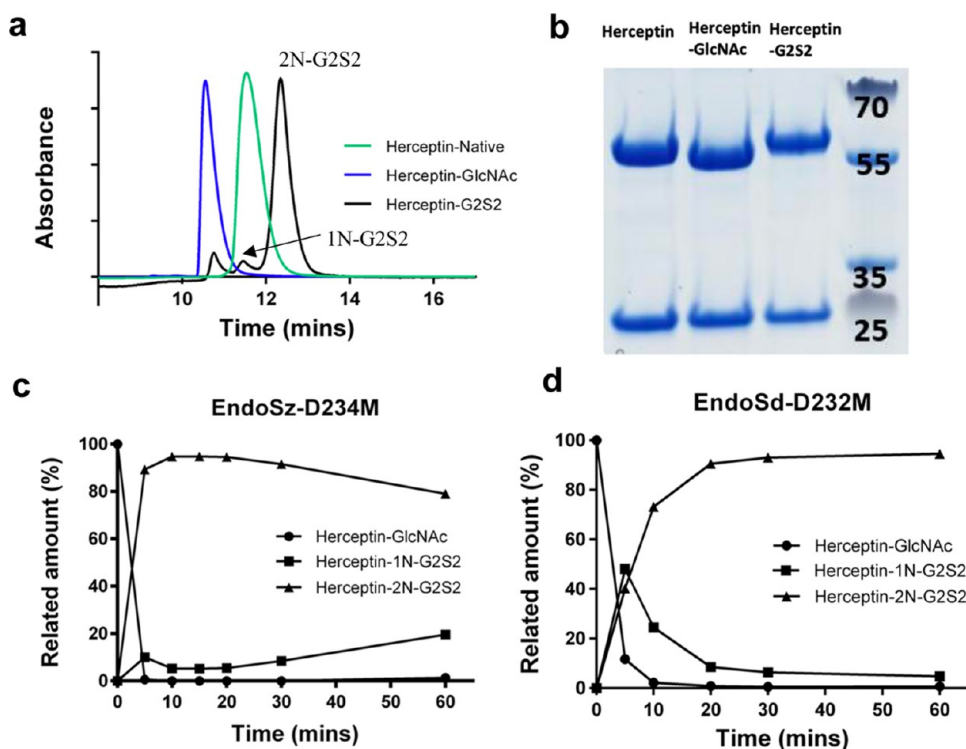 a
2N-G2S2
Herceptin-Native
Herceptin-GlcNAc
Herceptin-G2S2
1N-G2S2
Absorbance
10 12 14 16
Time (mins)
b
Herceptin Herceptin -GlcNAc Herceptin -G2S2
70
55
35
25
c
EndoSz-D234M
100
80
60
40
20
0
Related amount (%)
Herceptin-GlcNAc
Herceptin-1N-G2S2
Herceptin-2N-G2S2
0 10 20 30 40 50 60
Time (mins)
d
EndoSd-D232M
100
80
60
40
20
0
Related amount (%)
Herceptin-GlcNAc
Herceptin-1N-G2S2
Herceptin-2N-G2S2
0 10 20 30 40 50 60
Time (mins)